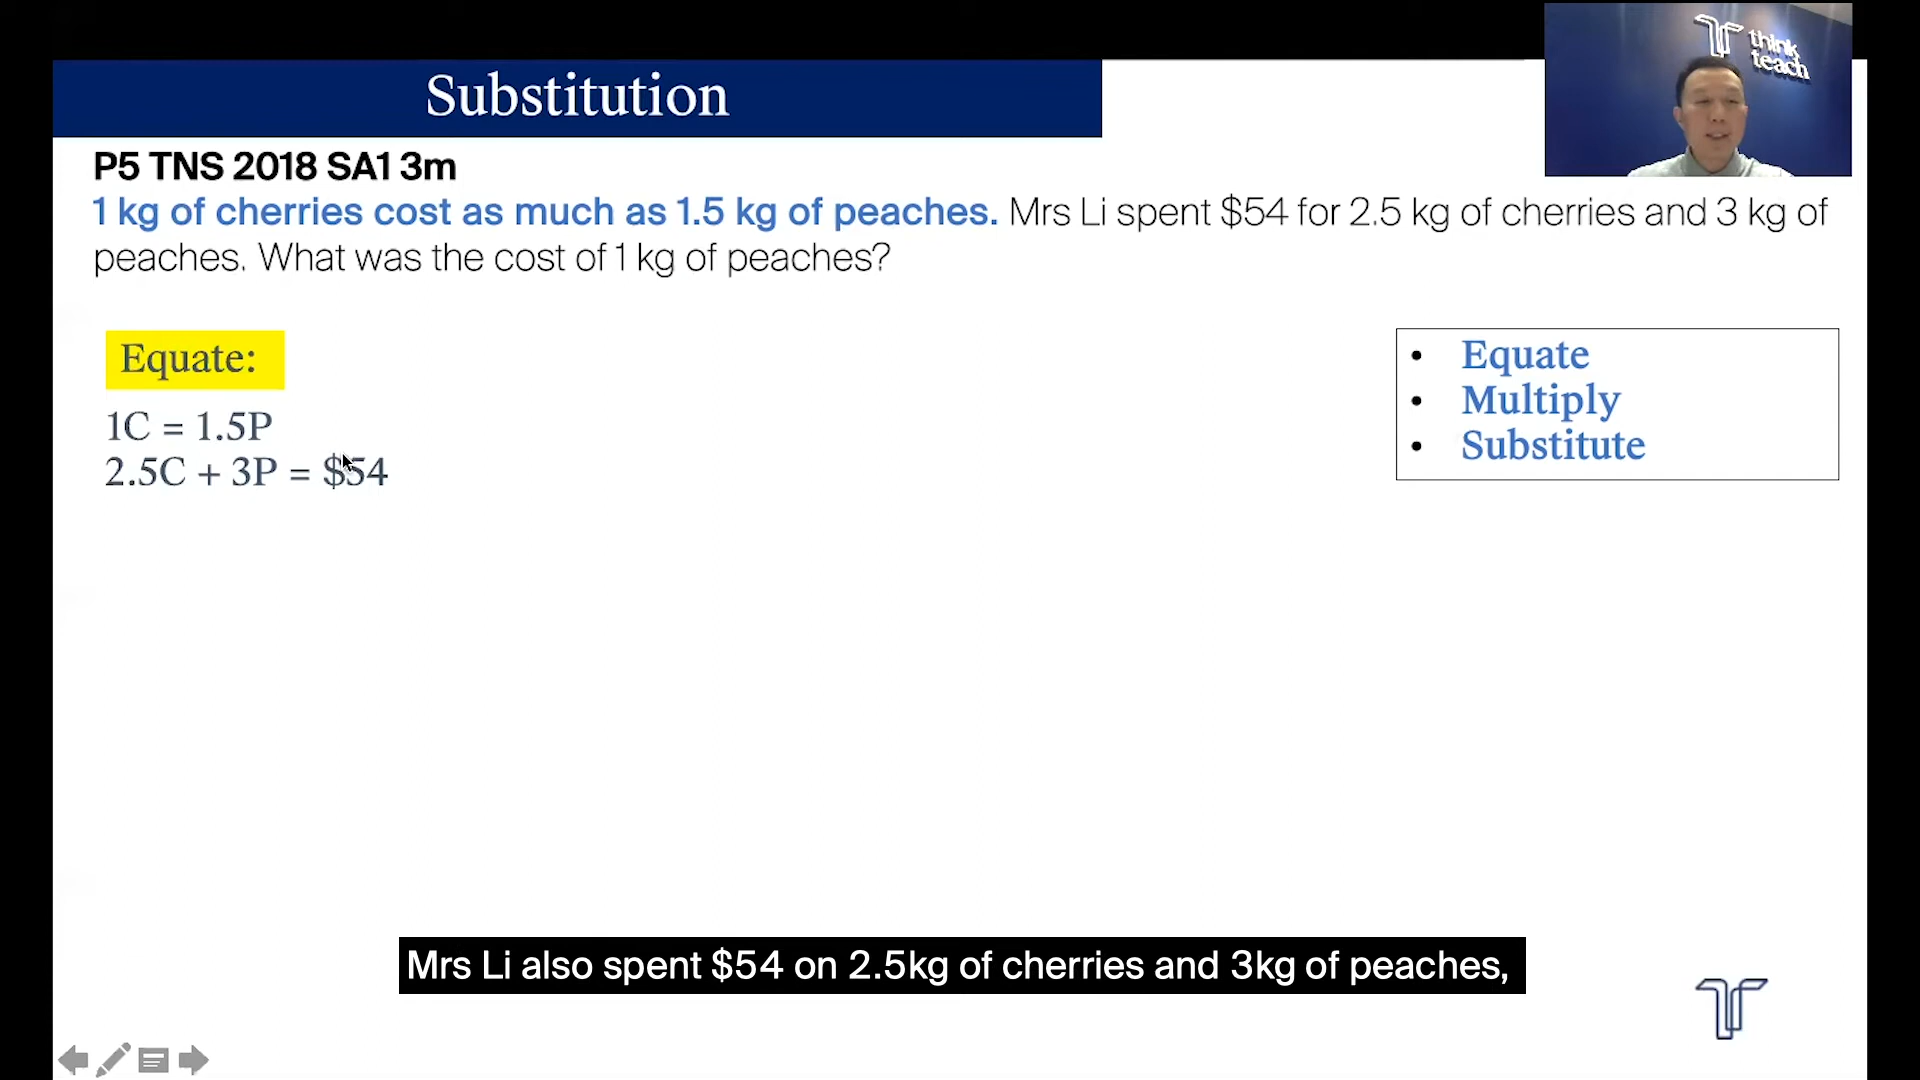 think
teach
Substitution
P5 TNS 2018 SA1 3m
1 kg of cherries cost as much as 1.5 kg of peaches. Mrs Li spent $54 for 2.5 kg of cherries and 3 kg of
peaches. What was the cost of 1 kg of peaches?
Equate:
1C = 1.5P
2.5C + 3P = $54
• Equate
• Multiply
• Substitute
Mrs Li also spent $54 on 2.5kg of cherries and 3kg of peaches,